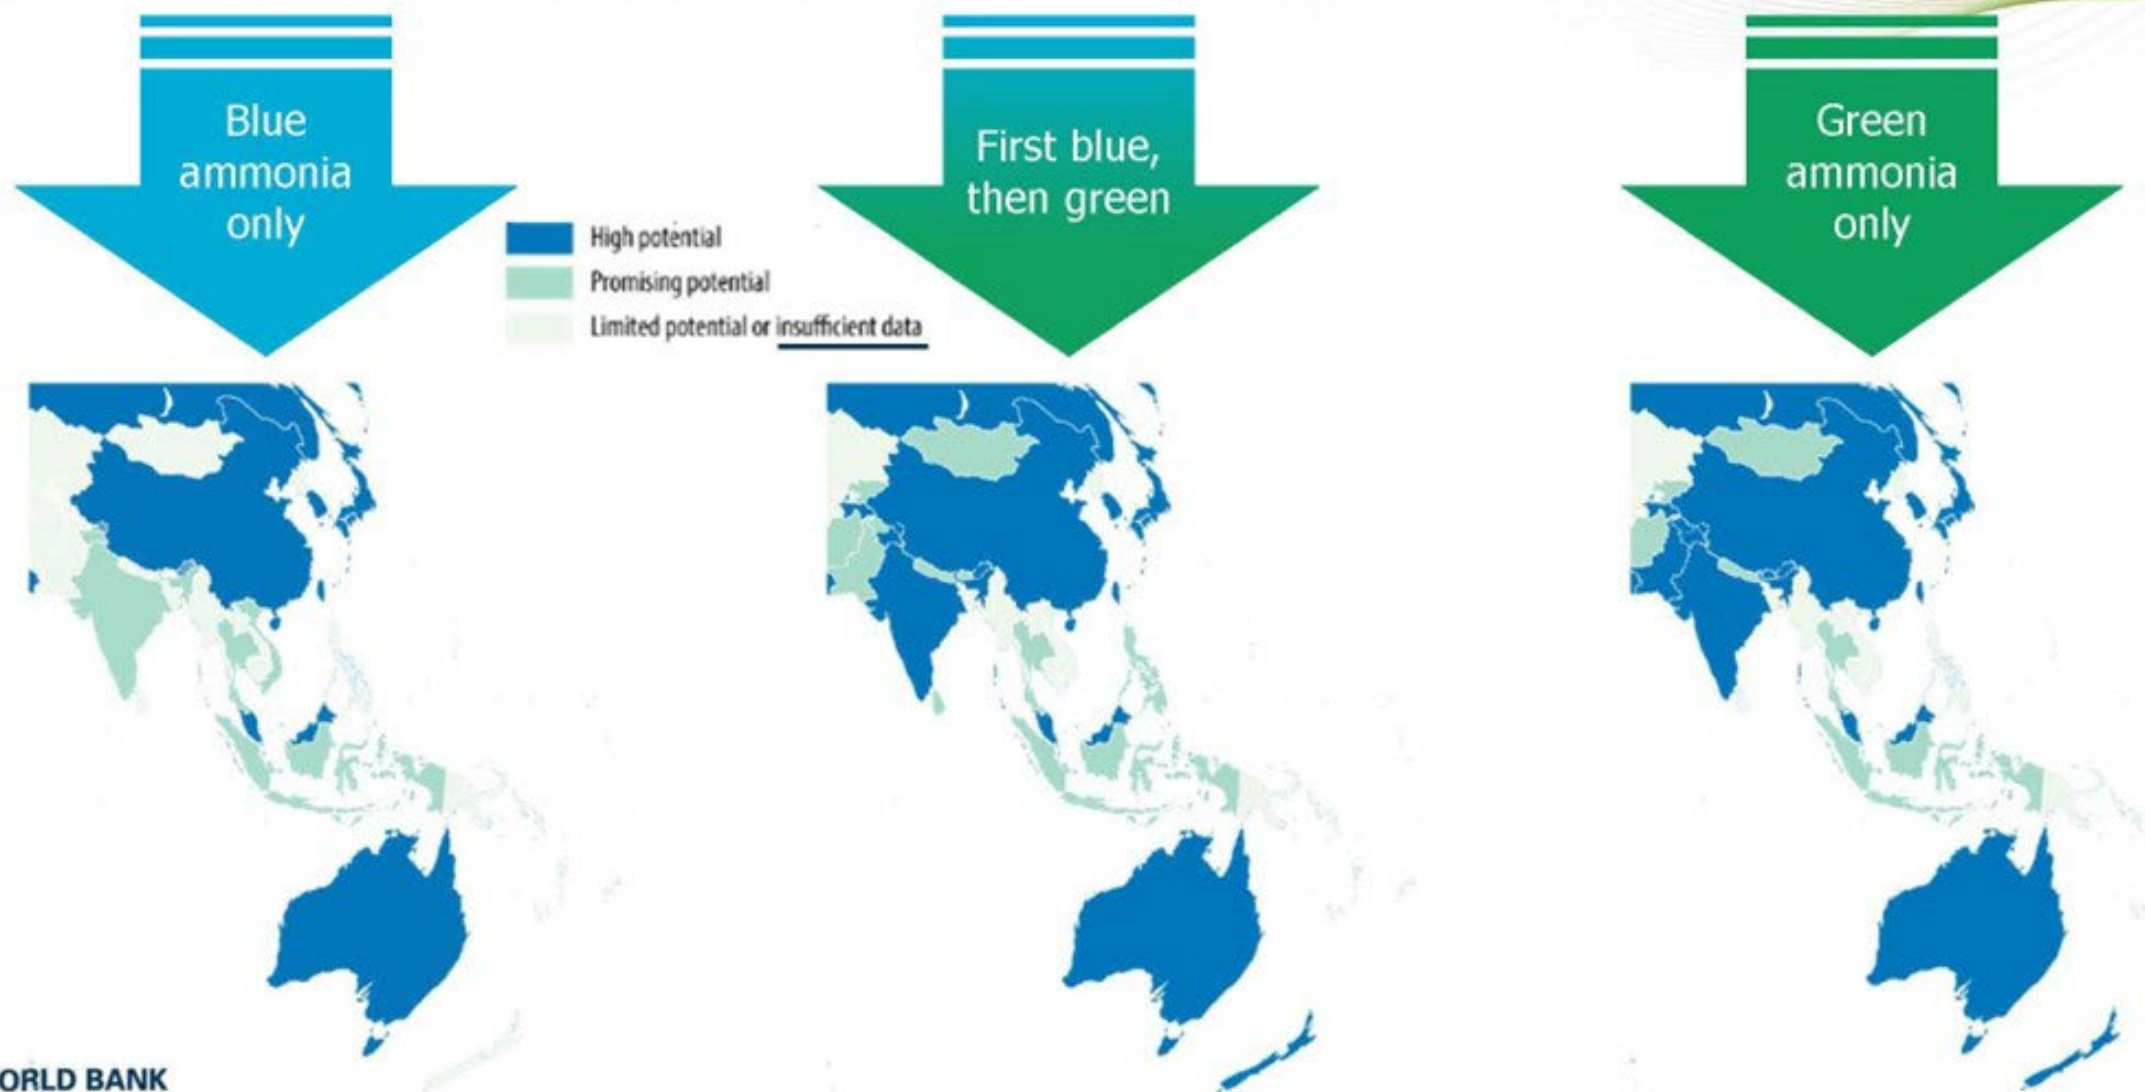 Blue
ammonia
only
First blue,
then green
Green
ammonia
only
High potential
Promising potential
Limited potential or insufficient data
ORLD BANK